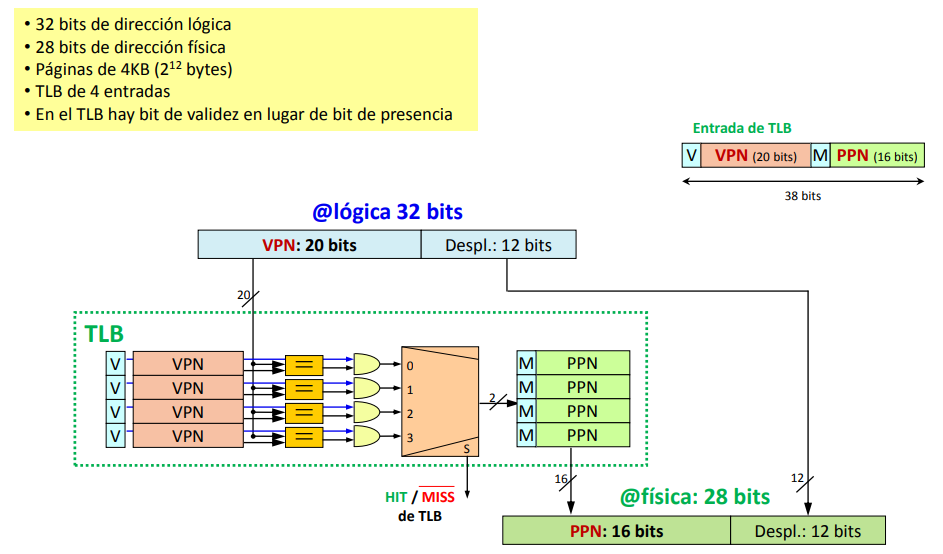 • 32 bits de dirección lógica
• 28 bits de dirección física
• Páginas de 4KB (2¹² bytes)
• TLB de 4 entradas
• En el TLB hay bit de validez en lugar de bit de presencia
Entrada de TLB
V VPN (20 bits) M PPN (16 bits)
38 bits
@lógica 32 bits
VPN: 20 bits Despl.: 12 bits
20
TLB
V VPN == 0 M PPN
V VPN == 1 M PPN
V VPN == 2 M PPN
V VPN == 3 M PPN
2
S
HIT / M̅I̅S̅S̅
de TLB
16
12
@física: 28 bits
PPN: 16 bits Despl.: 12 bits